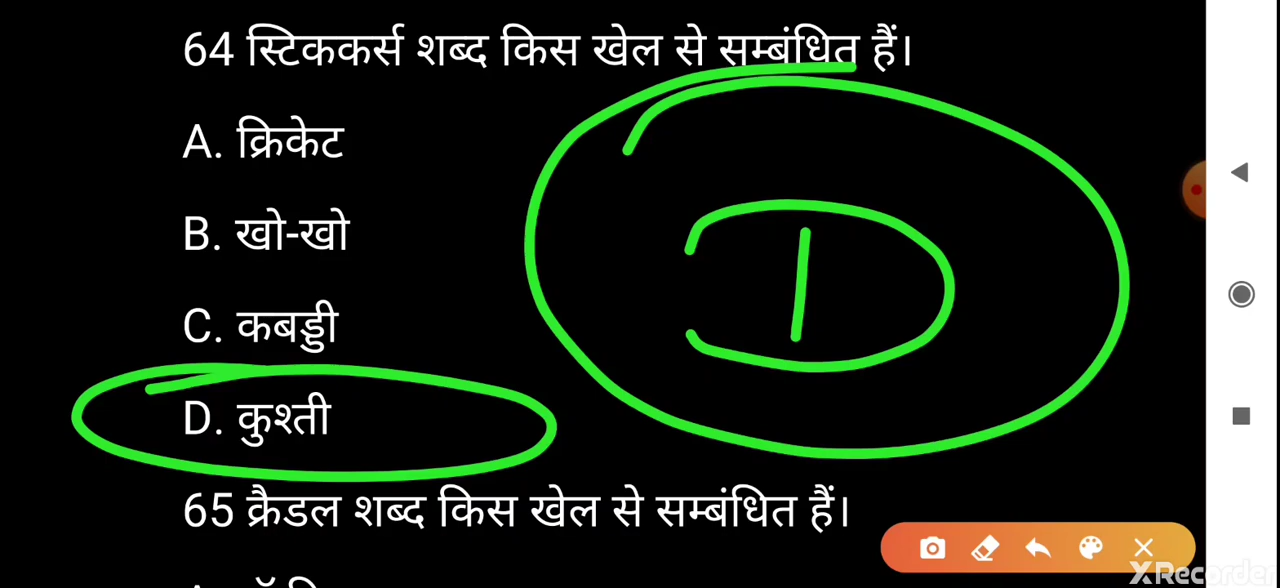 64 स्टिककर्स शब्द किस खेल से सम्बंधित हैं।
A. क्रिकेट
B. खो-खो
C. कबड्डी
D. कुश्ती
65 क्रैडल शब्द किस खेल से सम्बंधित हैं।
XRecorder